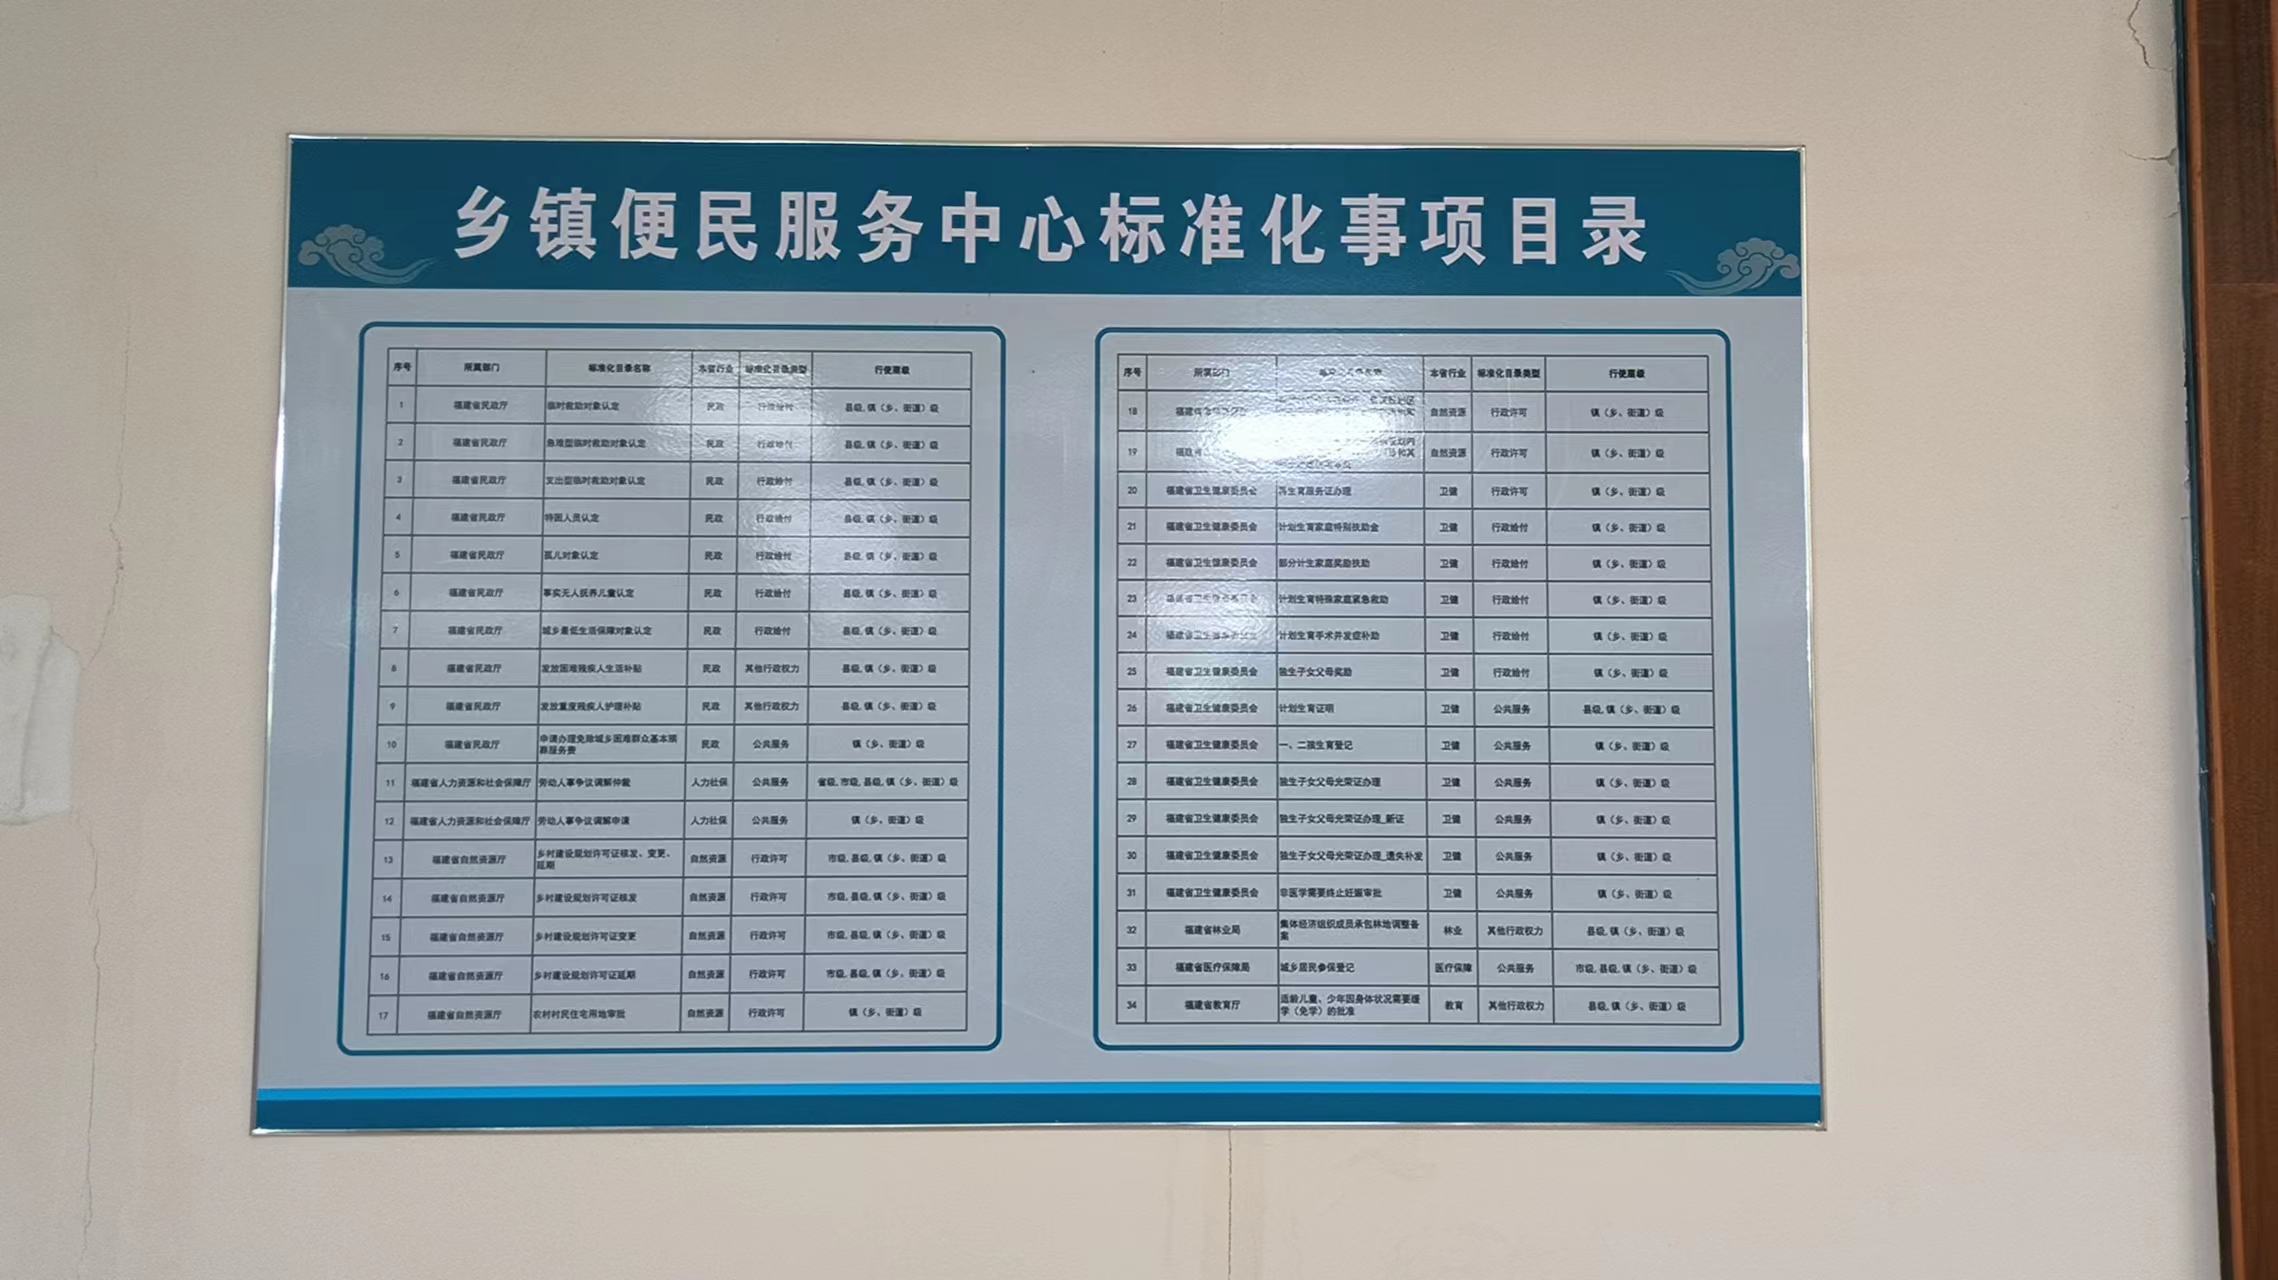 乡镇便民服务中心标准化事项目录
序号 所属部门 标准化目录名称 本省行业 标准化目录类型 行使层级
1 福建省民政厅 临时救助对象认定 民政 行政给付 县级,镇（乡、街道）级
2 福建省民政厅 急难型临时救助对象认定 民政 行政给付 县级,镇（乡、街道）级
3 福建省民政厅 支出型临时救助对象认定 民政 行政给付 县级,镇（乡、街道）级
4 福建省民政厅 特困人员认定 民政 行政给付 县级,镇（乡、街道）级
5 福建省民政厅 孤儿对象认定 民政 行政给付 县级,镇（乡、街道）级
6 福建省民政厅 事实无人抚养儿童认定 民政 行政给付 县级,镇（乡、街道）级
7 福建省民政厅 城乡最低生活保障对象认定 民政 行政给付 县级,镇（乡、街道）级
8 福建省民政厅 发放困难残疾人生活补贴 民政 其他行政权力 县级,镇（乡、街道）级
9 福建省民政厅 发放重度残疾人护理补贴 民政 其他行政权力 县级,镇（乡、街道）级
10 福建省民政厅 申请办理免除城乡困难群众基本殡葬服务费 民政 公共服务 镇（乡、街道）级
11 福建省人力资源和社会保障厅 劳动人事争议调解仲裁 人力社保 公共服务 省级,市级,县级,镇（乡、街道）级
12 福建省人力资源和社会保障厅 劳动人事争议调解申请 人力社保 公共服务 镇（乡、街道）级
13 福建省自然资源厅 乡村建设规划许可证核发、变更、延期 自然资源 行政许可 市级,县级,镇（乡、街道）级
14 福建省自然资源厅 乡村建设规划许可证核发 自然资源 行政许可 市级,县级,镇（乡、街道）级
15 福建省自然资源厅 乡村建设规划许可证变更 自然资源 行政许可 市级,县级,镇（乡、街道）级
16 福建省自然资源厅 乡村建设规划许可证延期 自然资源 行政许可 市级,县级,镇（乡、街道）级
17 福建省自然资源厅 农村村民住宅用地审批 自然资源 行政许可 镇（乡、街道）级
序号 所属部门 本省行业 标准化目录类型 行使层级
18 福建省 自然资源 行政许可 镇（乡、街道）级
19 福建省 自然资源 行政许可 镇（乡、街道）级
20 福建省卫生健康委员会 再生育服务证办理 卫健 行政许可 镇（乡、街道）级
21 福建省卫生健康委员会 计划生育家庭特别扶助金 卫健 行政给付 镇（乡、街道）级
22 福建省卫生健康委员会 部分计生家庭奖励扶助 卫健 行政给付 镇（乡、街道）级
23 福建省卫生健康委员会 计划生育特殊家庭紧急救助 卫健 行政给付 镇（乡、街道）级
24 福建省卫生健康委员会 计划生育手术并发症补助 卫健 行政给付 镇（乡、街道）级
25 福建省卫生健康委员会 独生子女父母奖励 卫健 行政给付 镇（乡、街道）级
26 福建省卫生健康委员会 计划生育证明 卫健 公共服务 县级,镇（乡、街道）级
27 福建省卫生健康委员会 一、二孩生育登记 卫健 公共服务 镇（乡、街道）级
28 福建省卫生健康委员会 独生子女父母光荣证办理 卫健 公共服务 镇（乡、街道）级
29 福建省卫生健康委员会 独生子女父母光荣证办理_新证 卫健 公共服务 镇（乡、街道）级
30 福建省卫生健康委员会 独生子女父母光荣证办理_遗失补发 卫健 公共服务 镇（乡、街道）级
31 福建省卫生健康委员会 非医学需要终止妊娠审批 卫健 公共服务 镇（乡、街道）级
32 福建省林业局 集体经济组织成员承包林地调整备案 林业 其他行政权力 县级,镇（乡、街道）级
33 福建省医疗保障局 城乡居民参保登记 医疗保障 公共服务 市级,县级,镇（乡、街道）级
34 福建省教育厅 适龄儿童、少年因身体状况需要缓学（免学）的批准 教育 其他行政权力 县级,镇（乡、街道）级